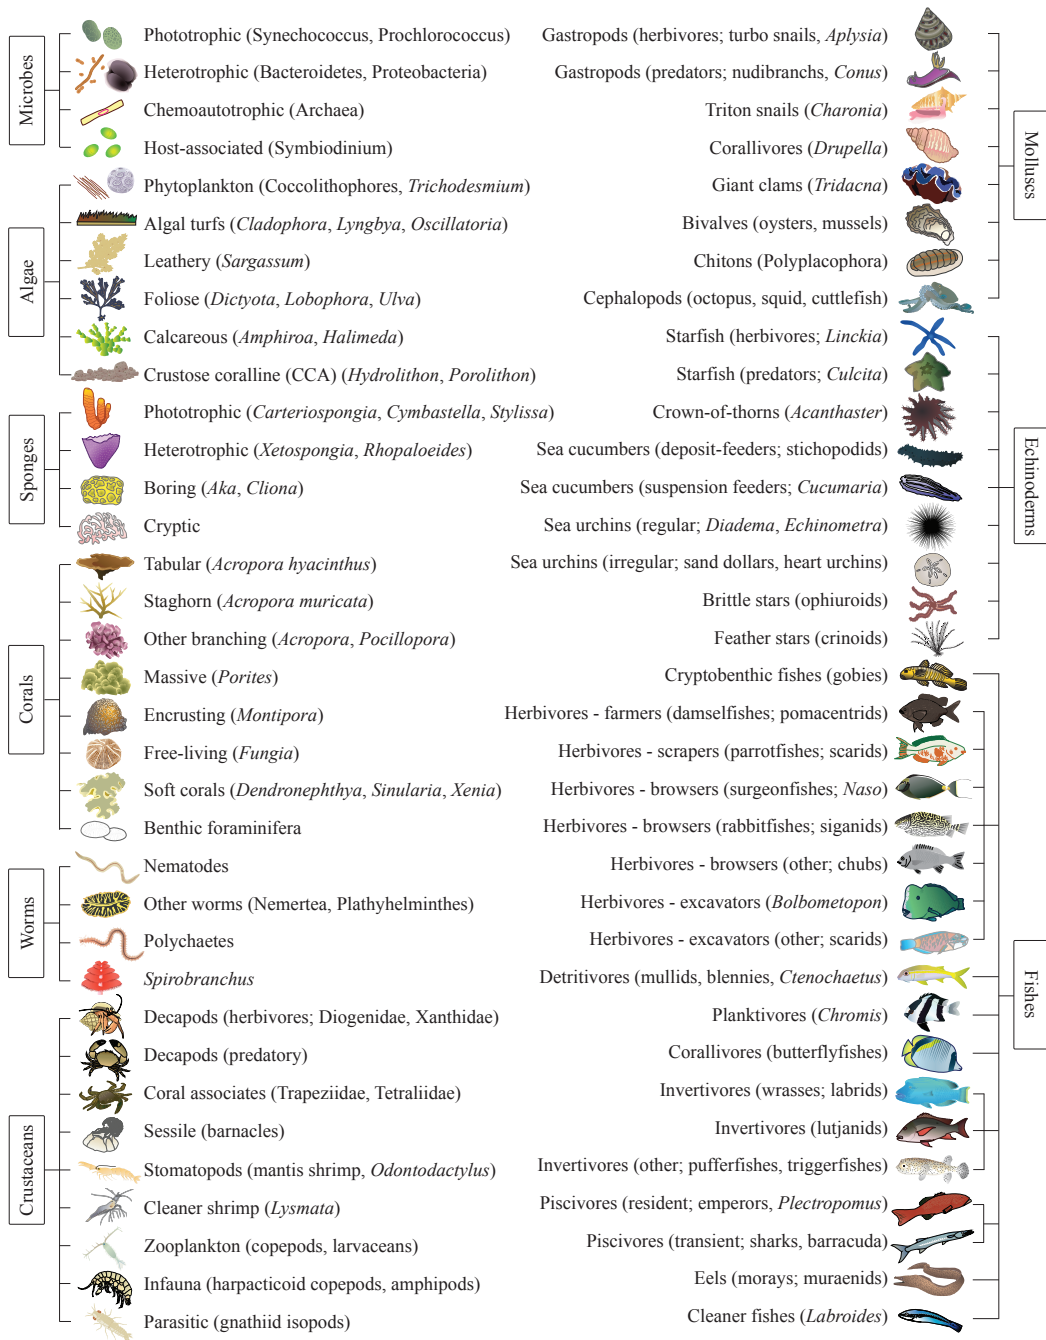 Microbes
Phototrophic (Synechococcus, Prochlorococcus)
Heterotrophic (Bacteroidetes, Proteobacteria)
Chemoautotrophic (Archaea)
Host-associated (Symbiodinium)
Algae
Phytoplankton (Coccolithophores, Trichodesmium)
Algal turfs (Cladophora, Lyngbya, Oscillatoria)
Leathery (Sargassum)
Foliose (Dictyota, Lobophora, Ulva)
Calcareous (Amphiroa, Halimeda)
Crustose coralline (CCA) (Hydrolithon, Porolithon)
Sponges
Phototrophic (Carteriospongia, Cymbastella, Stylissa)
Heterotrophic (Xetospongia, Rhopaloeides)
Boring (Aka, Cliona)
Cryptic
Corals
Tabular (Acropora hyacinthus)
Staghorn (Acropora muricata)
Other branching (Acropora, Pocillopora)
Massive (Porites)
Encrusting (Montipora)
Free-living (Fungia)
Soft corals (Dendronephthya, Sinularia, Xenia)
Benthic foraminifera
Worms
Nematodes
Other worms (Nemertea, Plathyhelminthes)
Polychaetes
Spirobranchus
Crustaceans
Decapods (herbivores; Diogenidae, Xanthidae)
Decapods (predatory)
Coral associates (Trapeziidae, Tetraliidae)
Sessile (barnacles)
Stomatopods (mantis shrimp, Odontodactylus)
Cleaner shrimp (Lysmata)
Zooplankton (copepods, larvaceans)
Infauna (harpacticoid copepods, amphipods)
Parasitic (gnathiid isopods)
Molluscs
Gastropods (herbivores; turbo snails, Aplysia)
Gastropods (predators; nudibranchs, Conus)
Triton snails (Charonia)
Corallivores (Drupella)
Giant clams (Tridacna)
Bivalves (oysters, mussels)
Chitons (Polyplacophora)
Cephalopods (octopus, squid, cuttlefish)
Echinoderms
Starfish (herbivores; Linckia)
Starfish (predators; Culcita)
Crown-of-thorns (Acanthaster)
Sea cucumbers (deposit-feeders; stichopodids)
Sea cucumbers (suspension feeders; Cucumaria)
Sea urchins (regular; Diadema, Echinometra)
Sea urchins (irregular; sand dollars, heart urchins)
Brittle stars (ophiuroids)
Feather stars (crinoids)
Fishes
Cryptobenthic fishes (gobies)
Herbivores - farmers (damselfishes; pomacentrids)
Herbivores - scrapers (parrotfishes; scarids)
Herbivores - browsers (surgeonfishes; Naso)
Herbivores - browsers (rabbitfishes; siganids)
Herbivores - browsers (other; chubs)
Herbivores - excavators (Bolbometopon)
Herbivores - excavators (other; scarids)
Detritivores (mullids, blennies, Ctenochaetus)
Planktivores (Chromis)
Corallivores (butterflyfishes)
Invertivores (wrasses; labrids)
Invertivores (lutjanids)
Invertivores (other; pufferfishes, triggerfishes)
Piscivores (resident; emperors, Plectropomus)
Piscivores (transient; sharks, barracuda)
Eels (morays; muraenids)
Cleaner fishes (Labroides)